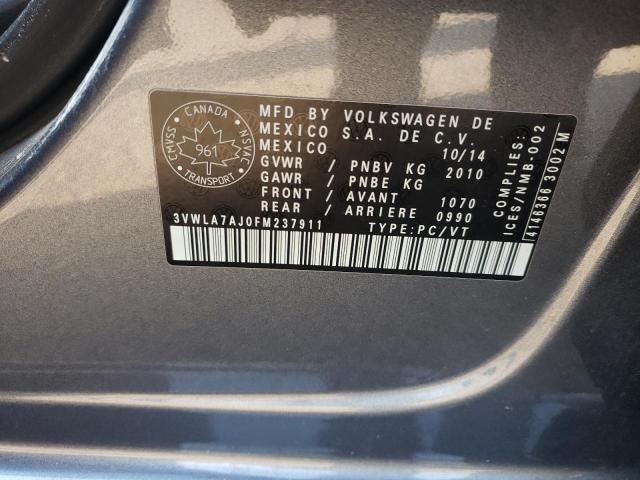 CANADA
CMVSS
NSVAC
961
TRANSPORT
MFD BY VOLKSWAGEN DE
MEXICO S.A. DE C.V.
MEXICO 10/14
GVWR / PNBV KG 2010
GAWR / PNBE KG
FRONT / AVANT 1070
REAR / ARRIERE 0990
3VWLA7AJ0FM237911 TYPE:PC/VT
COMPLIES:
ICES/NMB-002
4146366 3002 M